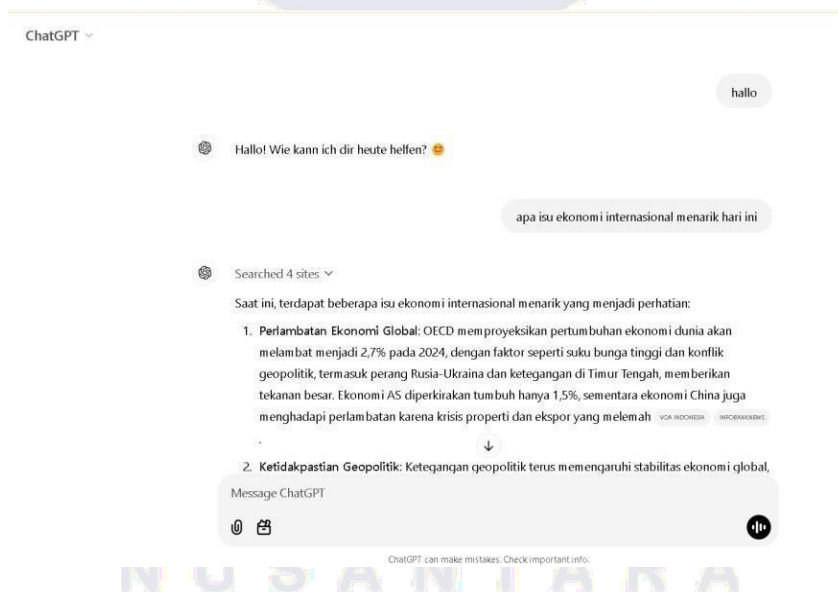 ChatGPT
hallo
Hallo! Wie kann ich dir heute helfen? 😊
apa isu ekonomi internasional menarik hari ini
Searched 4 sites
Saat ini, terdapat beberapa isu ekonomi internasional menarik yang menjadi perhatian:
1. Perlambatan Ekonomi Global: OECD memproyeksikan pertumbuhan ekonomi dunia akan
melambat menjadi 2,7% pada 2024, dengan faktor seperti suku bunga tinggi dan konflik
geopolitik, termasuk perang Rusia-Ukraina dan ketegangan di Timur Tengah, memberikan
tekanan besar. Ekonomi AS diperkirakan tumbuh hanya 1,5%, sementara ekonomi China juga
menghadapi perlambatan karena krisis properti dan ekspor yang melemah VOA INDONESIA INFOBANKNEWS
.
2. Ketidakpastian Geopolitik: Ketegangan geopolitik terus memengaruhi stabilitas ekonomi global,
Message ChatGPT
ChatGPT can make mistakes. Check important info.
NUSANTARA